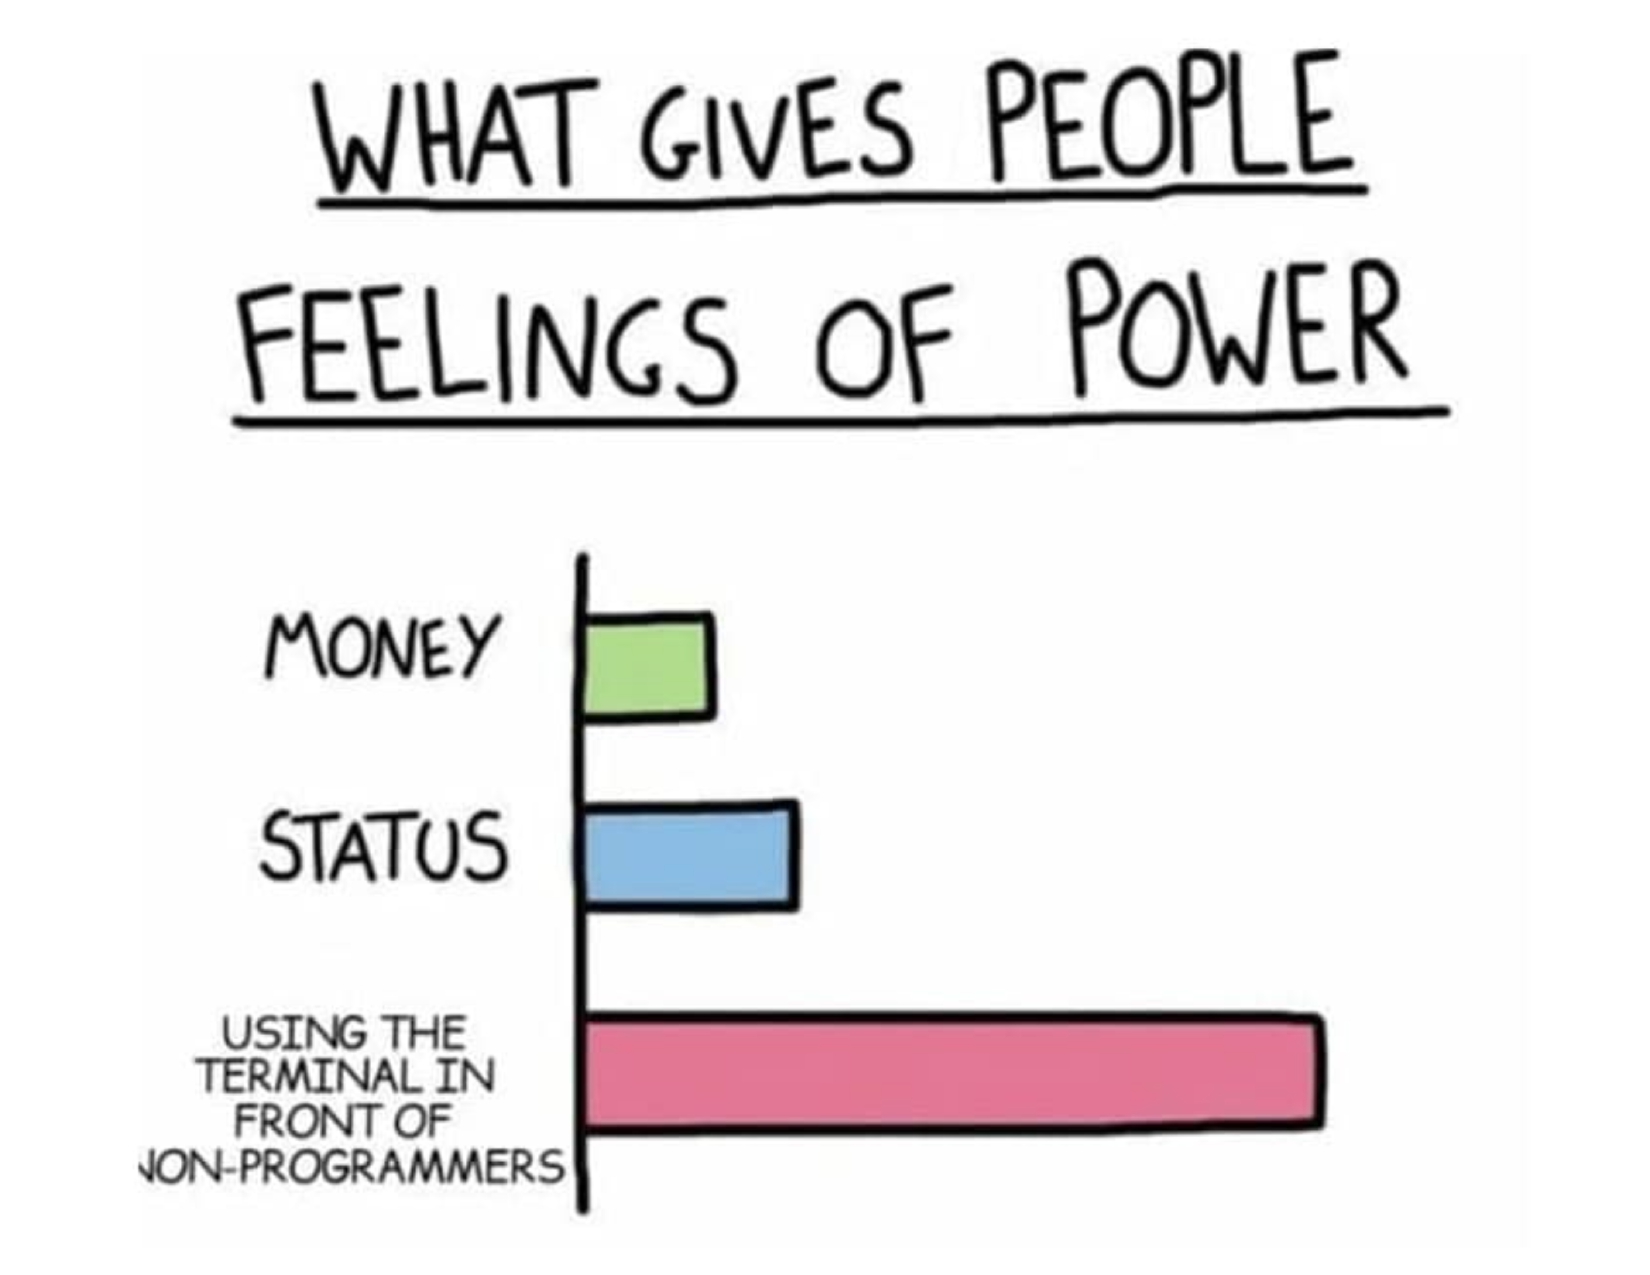 WHAT GIVES PEOPLE
FEELINGS OF POWER
MONEY
STATUS
USING THE
TERMINAL IN
FRONT OF
NON-PROGRAMMERS